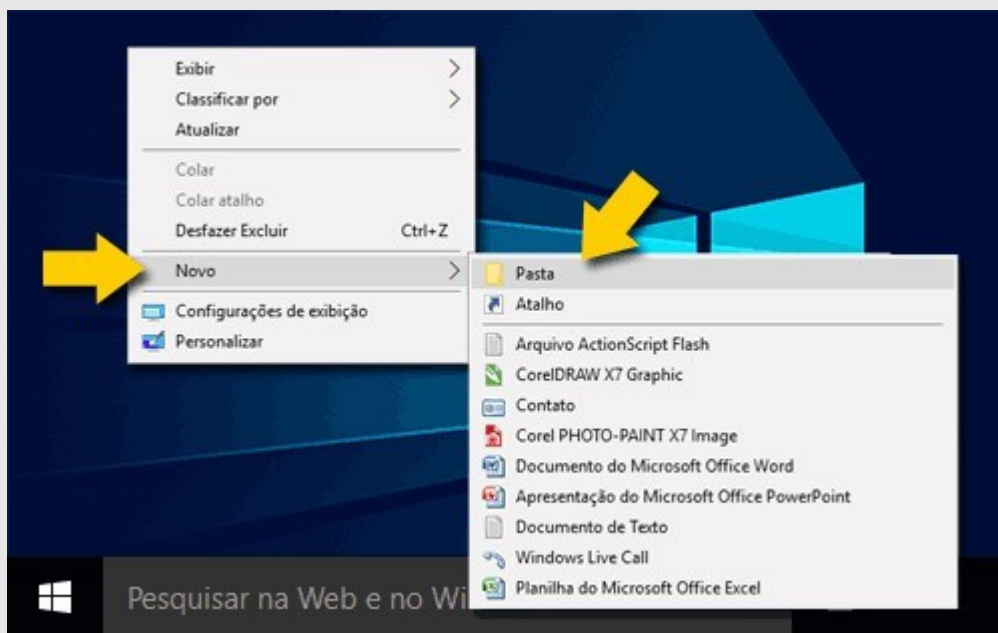 Exibir
Classificar por
Atualizar
Colar
Colar atalho
Desfazer Excluir Ctrl+Z
Novo
Configurações de exibição
Personalizar
Pasta
Atalho
Arquivo ActionScript Flash
CorelDRAW X7 Graphic
Contato
Corel PHOTO-PAINT X7 Image
Documento do Microsoft Office Word
Apresentação do Microsoft Office PowerPoint
Documento de Texto
Windows Live Call
Planilha do Microsoft Office Excel
Pesquisar na Web e no Wi